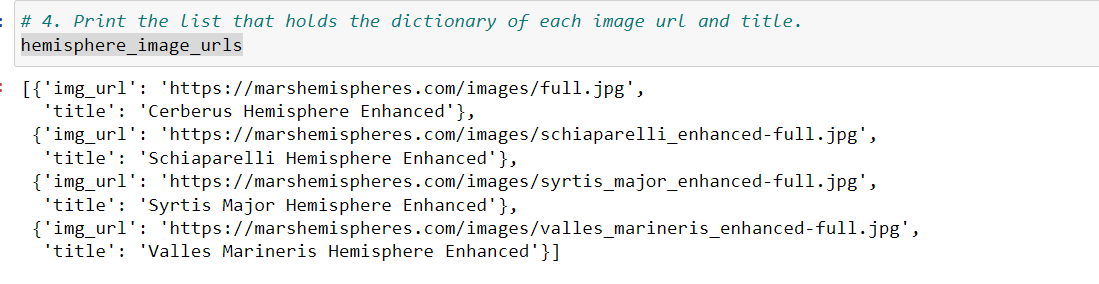 # 4. Print the list that holds the dictionary of each image url and title.
hemisphere_image_urls
[{'img_url': 'https://marshemispheres.com/images/full.jpg',
  'title': 'Cerberus Hemisphere Enhanced'},
 {'img_url': 'https://marshemispheres.com/images/schiaparelli_enhanced-full.jpg',
  'title': 'Schiaparelli Hemisphere Enhanced'},
 {'img_url': 'https://marshemispheres.com/images/syrtis_major_enhanced-full.jpg',
  'title': 'Syrtis Major Hemisphere Enhanced'},
 {'img_url': 'https://marshemispheres.com/images/valles_marineris_enhanced-full.jpg',
  'title': 'Valles Marineris Hemisphere Enhanced'}]